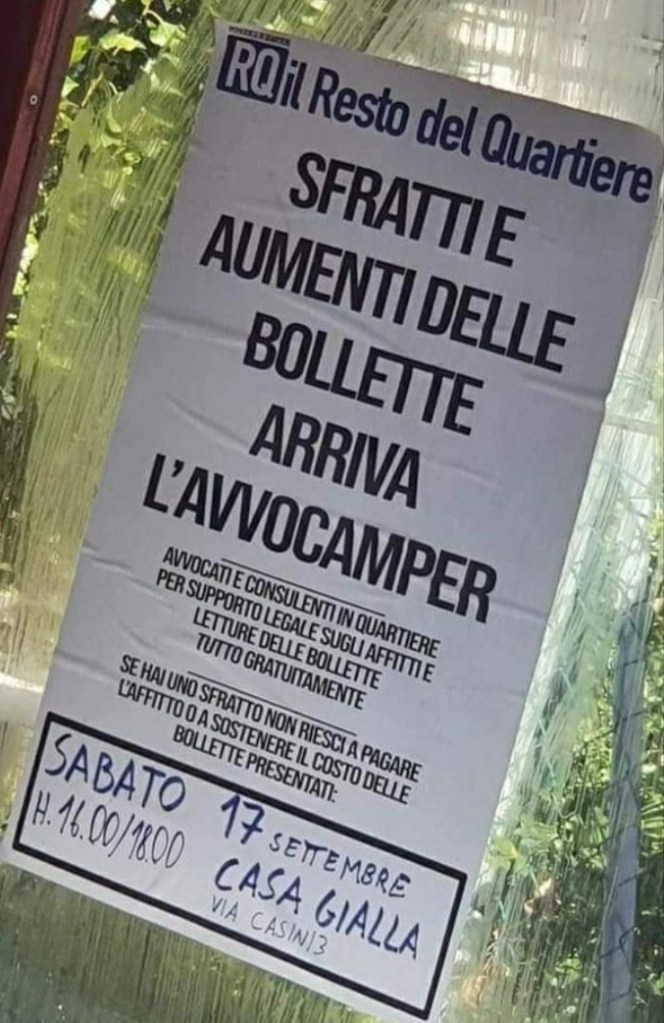 RQ il Resto del Quartiere
SFRATTI E
AUMENTI DELLE
BOLLETTE
ARRIVA
L'AVVOCAMPER
AVVOCATI E CONSULENTI IN QUARTIERE
PER SUPPORTO LEGALE SUGLI AFFITTI E
LETTURE DELLE BOLLETTE
TUTTO GRATUITAMENTE
SE HAI UNO SFRATTO NON RIESCI A PAGARE
L'AFFITTO O A SOSTENERE IL COSTO DELLE
BOLLETTE PRESENTATI:
SABATO 17 SETTEMBRE
H. 16.00/18.00 CASA GIALLA
VIA CASINI 3